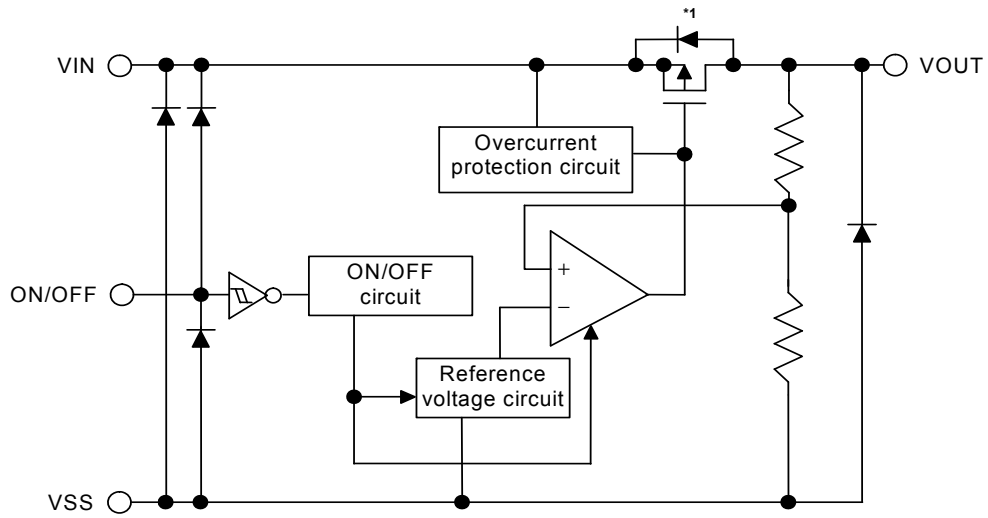 *1
VIN
VOUT
Overcurrent
protection circuit
ON/OFF
ON/OFF
circuit
+
−
Reference
voltage circuit
VSS